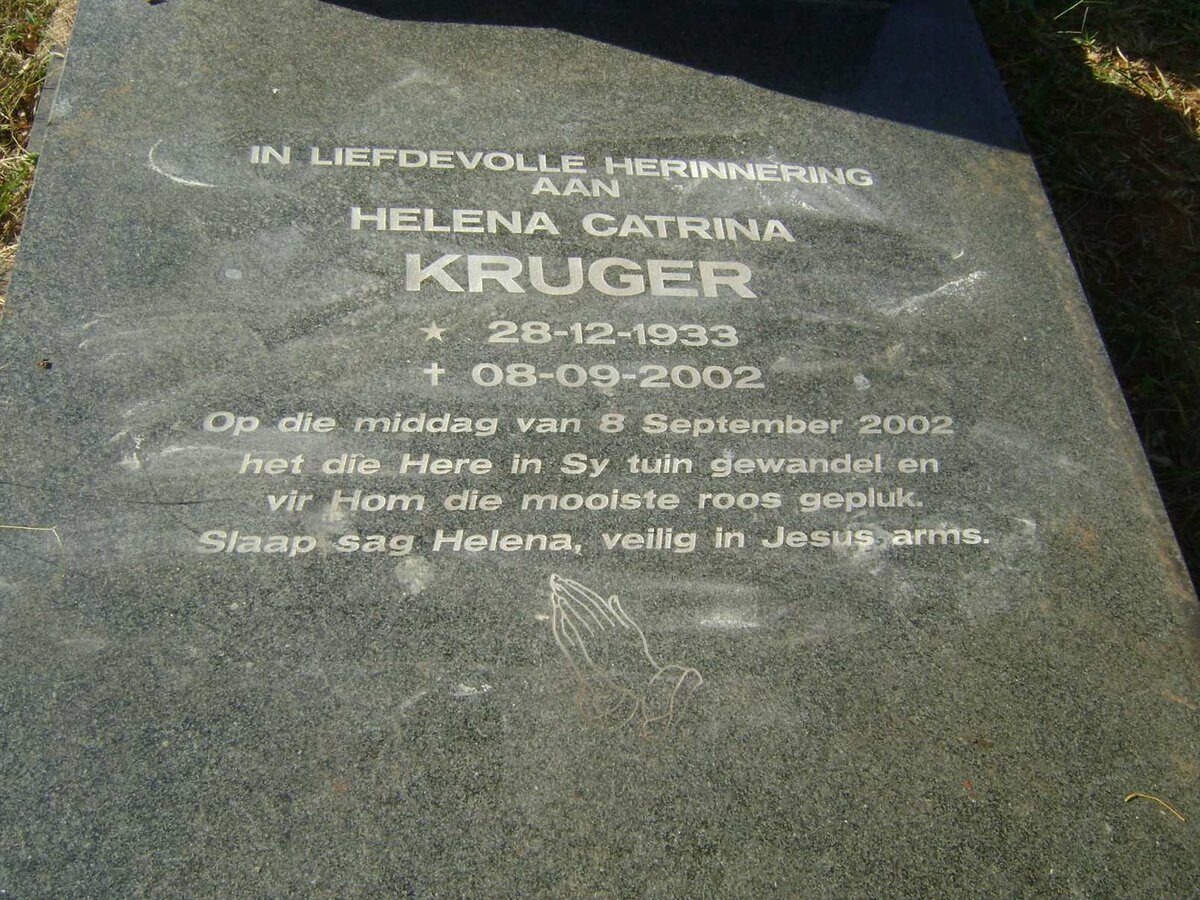 IN LIEFDEVOLLE HERINNERING
AAN
HELENA CATRINA
KRUGER
★ 28-12-1933
✝ 08-09-2002
Op die middag van 8 September 2002
het die Here in Sy tuin gewandel en
vir Hom die mooiste roos gepluk.
Slaap sag Helena, veilig in Jesus arms.